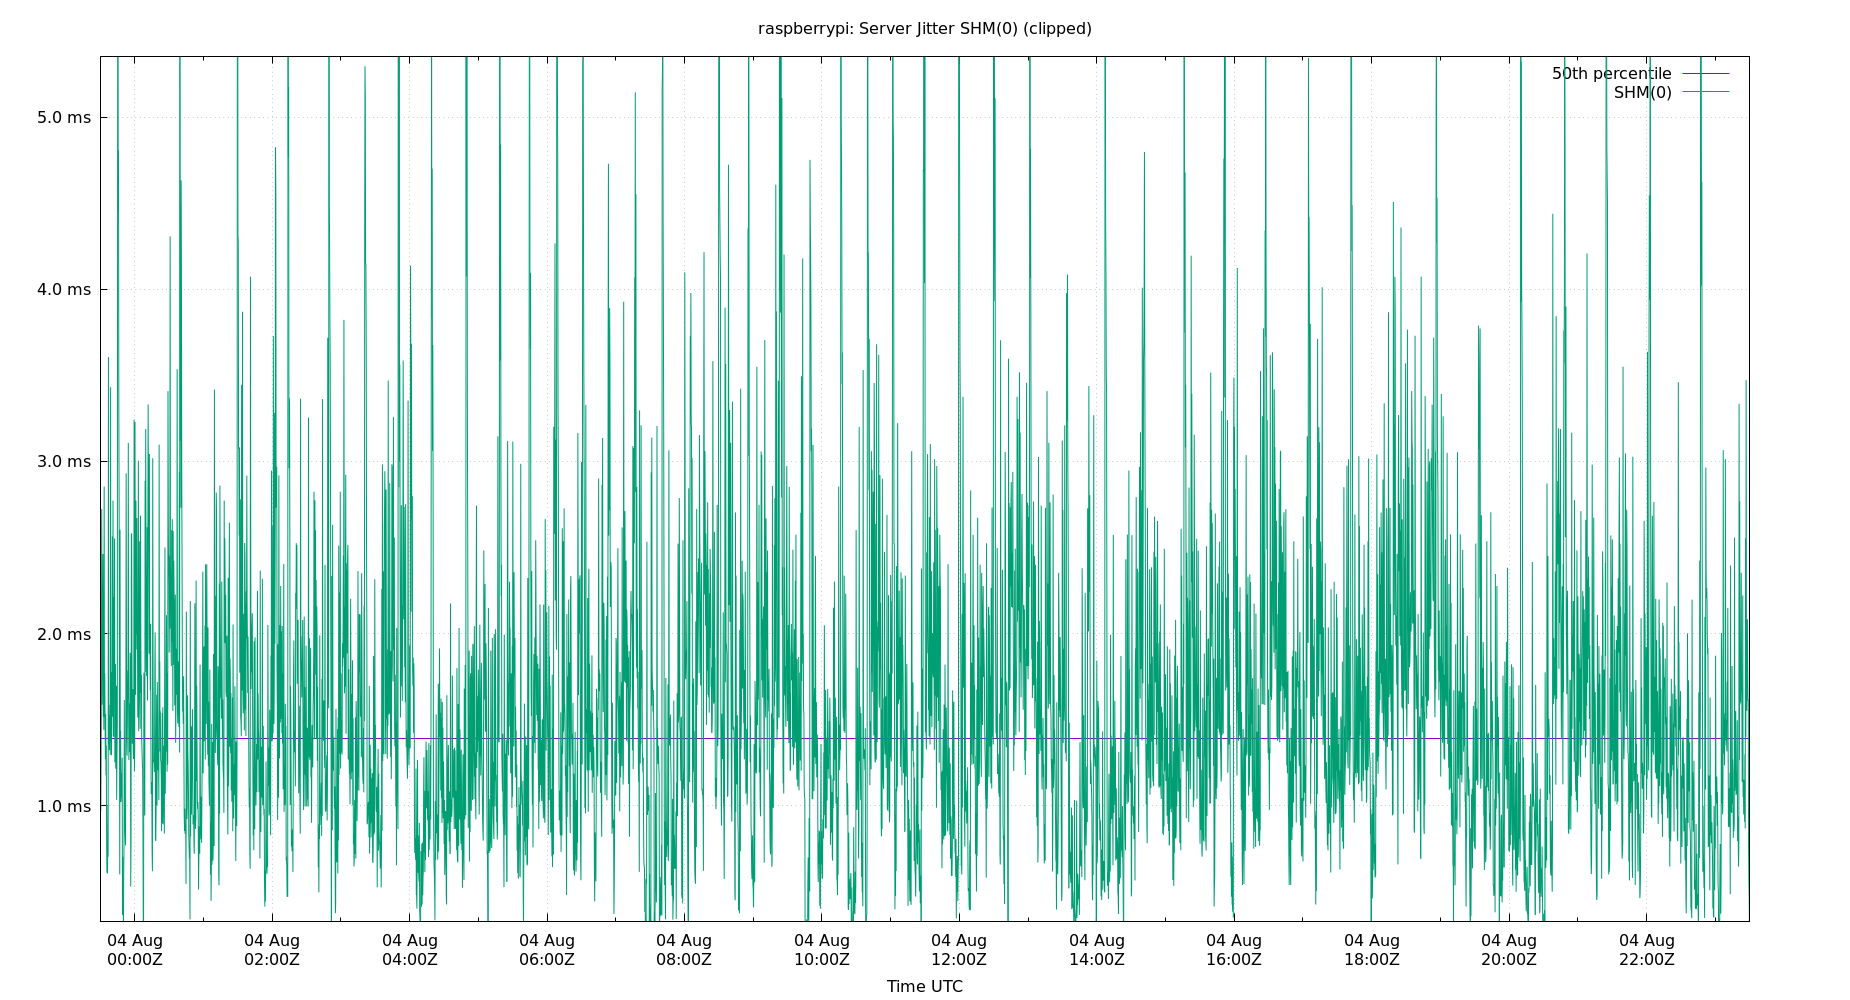 raspberrypi: Server Jitter SHM(0) (clipped)
50th percentile
SHM(0)
5.0 ms
4.0 ms
3.0 ms
2.0 ms
1.0 ms
04 Aug 04 Aug 04 Aug 04 Aug 04 Aug 04 Aug 04 Aug 04 Aug 04 Aug 04 Aug 04 Aug 04 Aug
00:00Z 02:00Z 04:00Z 06:00Z 08:00Z 10:00Z 12:00Z 14:00Z 16:00Z 18:00Z 20:00Z 22:00Z
Time UTC